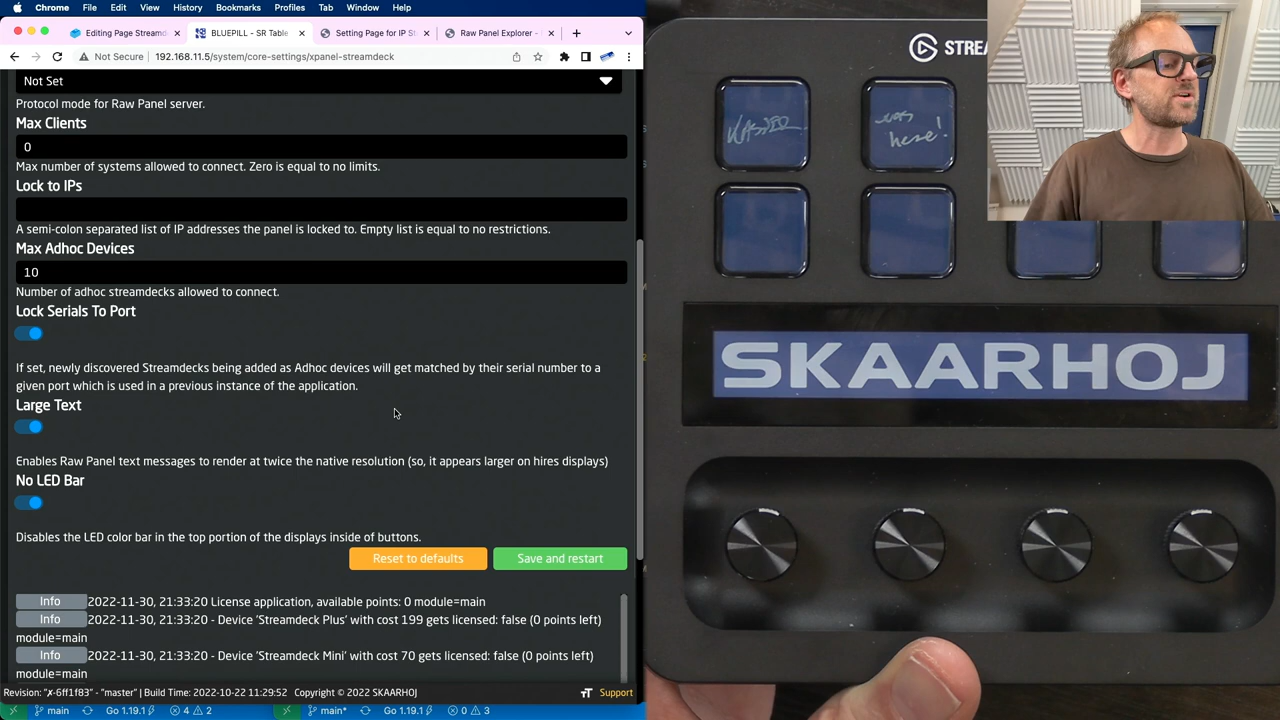 Chrome File Edit View History Bookmarks Profiles Tab Window Help
Editing Page Streamd
BLUEPILL - SR Table
Setting Page for IP St
Raw Panel Explorer -
Not Secure 192.168.11.5/system/core-settings/xpanel-streamdeck
Not Set
Protocol mode for Raw Panel server.
Max Clients
0
Max number of systems allowed to connect. Zero is equal to no limits.
Lock to IPs
A semi-colon separated list of IP addresses the panel is locked to. Empty list is equal to no restrictions.
Max Adhoc Devices
10
Number of adhoc streamdecks allowed to connect.
Lock Serials To Port
If set, newly discovered Streamdecks being added as Adhoc devices will get matched by their serial number to a
given port which is used in a previous instance of the application.
Large Text
Enables Raw Panel text messages to render at twice the native resolution (so, it appears larger on hires displays)
No LED Bar
Disables the LED color bar in the top portion of the displays inside of buttons.
Reset to defaults Save and restart
Info 2022-11-30, 21:33:20 License application, available points: 0 module=main
Info 2022-11-30, 21:33:20 - Device 'Streamdeck Plus' with cost 199 gets licensed: false (0 points left)
module=main
Info 2022-11-30, 21:33:20 - Device 'Streamdeck Mini' with cost 70 gets licensed: false (0 points left)
module=main
Revision: "✗-6ff1f83" - "master" | Build Time: 2022-10-22 11:29:52 Copyright © 2022 SKAARHOJ
Support
main Go 1.19.1 4 2 main* Go 1.19.1 0 3
STREA
was
here!
SKAARHOJ